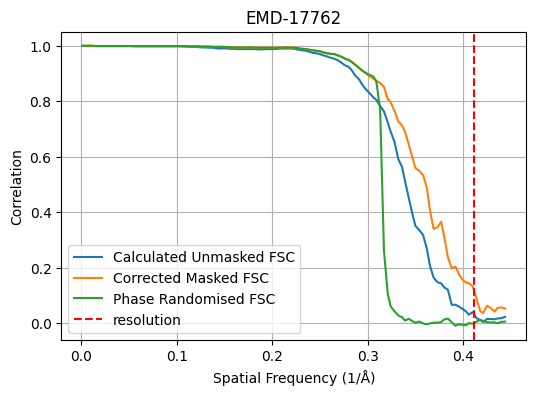 EMD-17762
Correlation
1.0
0.8
0.6
0.4
0.2
0.0
Calculated Unmasked FSC
Corrected Masked FSC
Phase Randomised FSC
resolution
0.0 0.1 0.2 0.3 0.4
Spatial Frequency (1/Å)